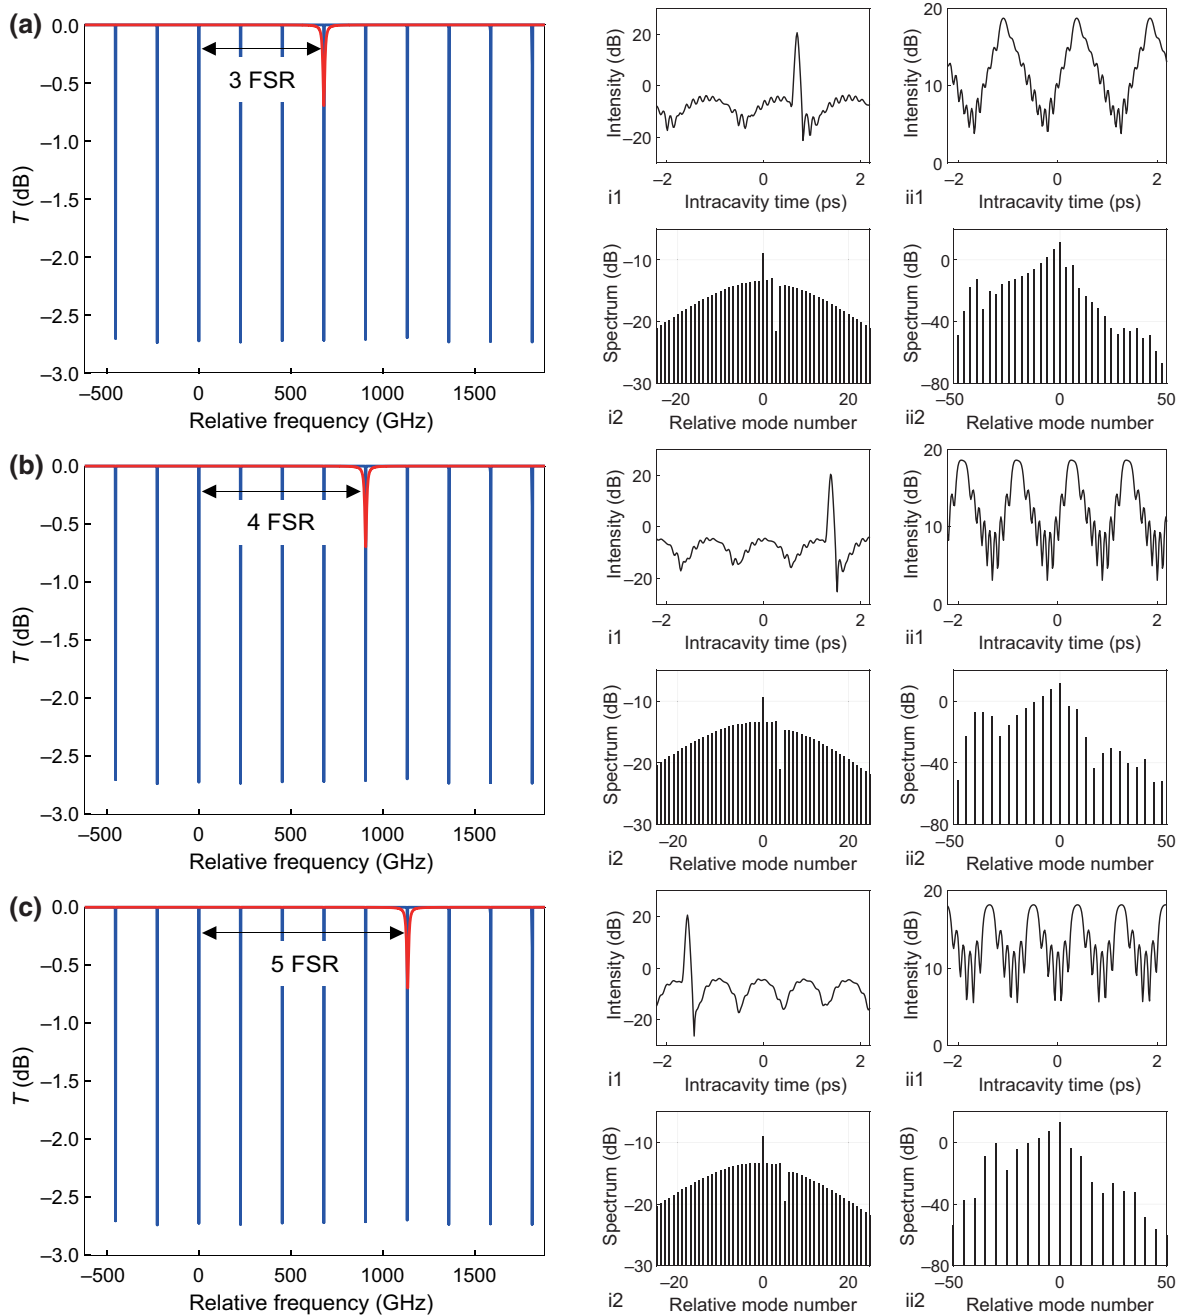 (a)
T (dB)
0.0
–0.5
–1.0
–1.5
–2.0
–2.5
–3.0
3 FSR
–500 0 500 1000 1500
Relative frequency (GHz)
Intensity (dB)
20
0
–20
–2 0 2
i1 Intracavity time (ps)
Intensity (dB)
20
10
0
–2 0 2
ii1 Intracavity time (ps)
Spectrum (dB)
–10
–20
–30
–20 0 20
i2 Relative mode number
Spectrum (dB)
0
–40
–80
–50 0 50
ii2 Relative mode number
(b)
T (dB)
0.0
–0.5
–1.0
–1.5
–2.0
–2.5
–3.0
4 FSR
–500 0 500 1000 1500
Relative frequency (GHz)
Intensity (dB)
20
0
–20
–2 0 2
i1 Intracavity time (ps)
Intensity (dB)
20
10
0
–2 0 2
ii1 Intracavity time (ps)
Spectrum (dB)
–10
–20
–30
–20 0 20
i2 Relative mode number
Spectrum (dB)
0
–40
–80
–50 0 50
ii2 Relative mode number
(c)
T (dB)
0.0
–0.5
–1.0
–1.5
–2.0
–2.5
–3.0
5 FSR
–500 0 500 1000 1500
Relative frequency (GHz)
Intensity (dB)
20
0
–20
–2 0 2
i1 Intracavity time (ps)
Intensity (dB)
20
10
0
–2 0 2
ii1 Intracavity time (ps)
Spectrum (dB)
–10
–20
–30
–20 0 20
i2 Relative mode number
Spectrum (dB)
0
–40
–80
–50 0 50
ii2 Relative mode number